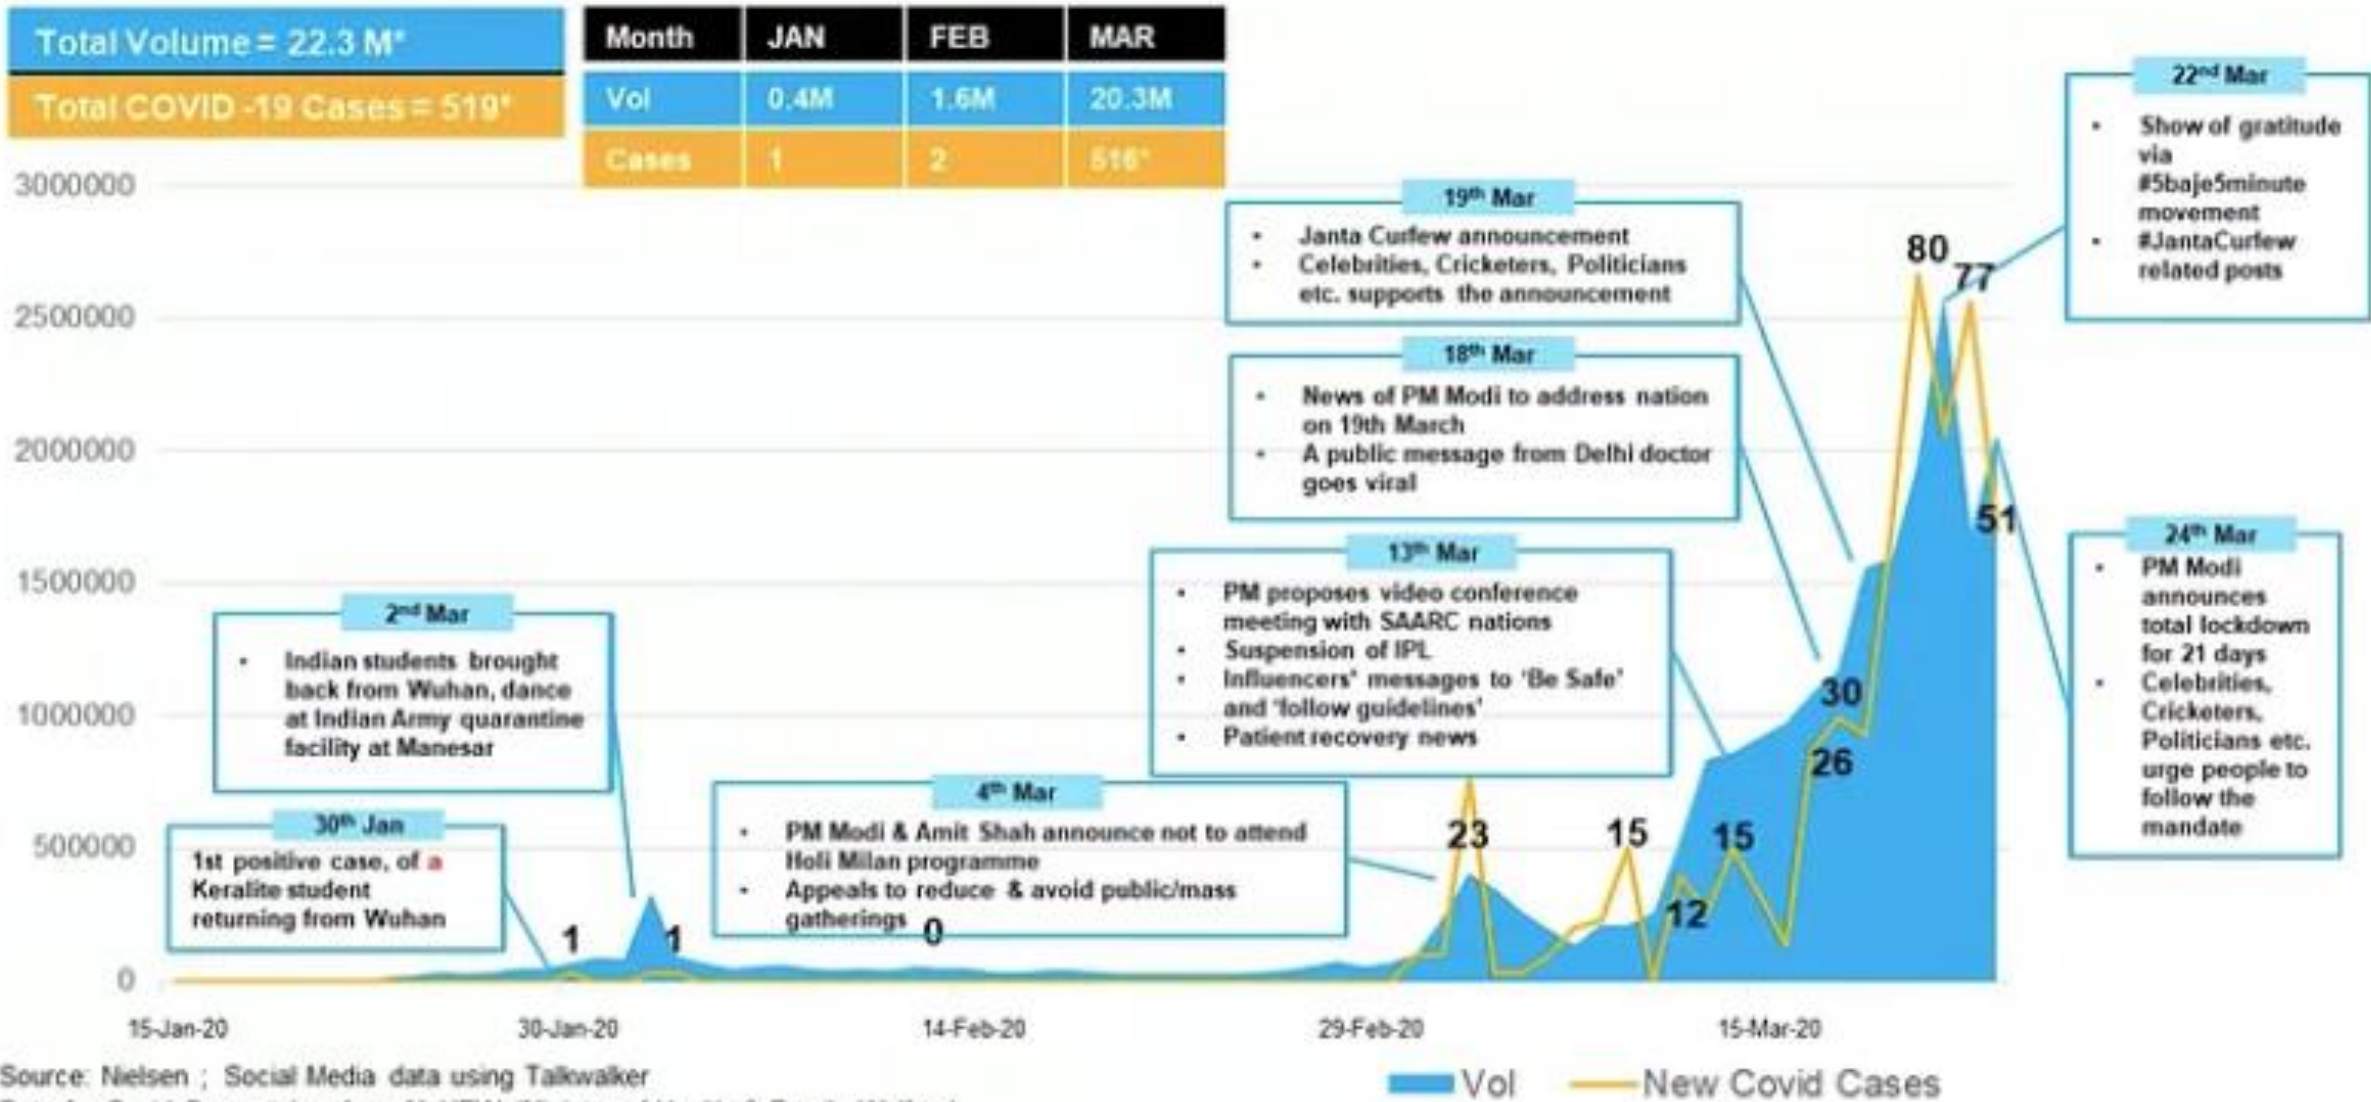 Total Volume = 22.3 M*
Total COVID -19 Cases = 519*
Month JAN FEB MAR
Vol 0.4M 1.6M 20.3M
Cases 1 2 516*
3000000
2500000
2000000
1500000
1000000
500000
0
30th Jan
1st positive case, of a
Keralite student
returning from Wuhan
2nd Mar
• Indian students brought
back from Wuhan, dance
at Indian Army quarantine
facility at Manesar
4th Mar
• PM Modi & Amit Shah announce not to attend
Holi Milan programme
• Appeals to reduce & avoid public/mass
gatherings
13th Mar
• PM proposes video conference
meeting with SAARC nations
• Suspension of IPL
• Influencers' messages to 'Be Safe'
and 'follow guidelines'
• Patient recovery news
18th Mar
• News of PM Modi to address nation
on 19th March
• A public message from Delhi doctor
goes viral
19th Mar
• Janta Curfew announcement
• Celebrities, Cricketers, Politicians
etc. supports the announcement
22nd Mar
• Show of gratitude
via
#5baje5minute
movement
• #JantaCurfew
related posts
24th Mar
• PM Modi
announces
total lockdown
for 21 days
• Celebrities,
Cricketers,
Politicians etc.
urge people to
follow the
mandate
1
1
0
23
15
12
15
26
30
80
77
51
15-Jan-20 30-Jan-20 14-Feb-20 29-Feb-20 15-Mar-20
Vol New Covid Cases
Source: Nielsen ; Social Media data using Talkwalker